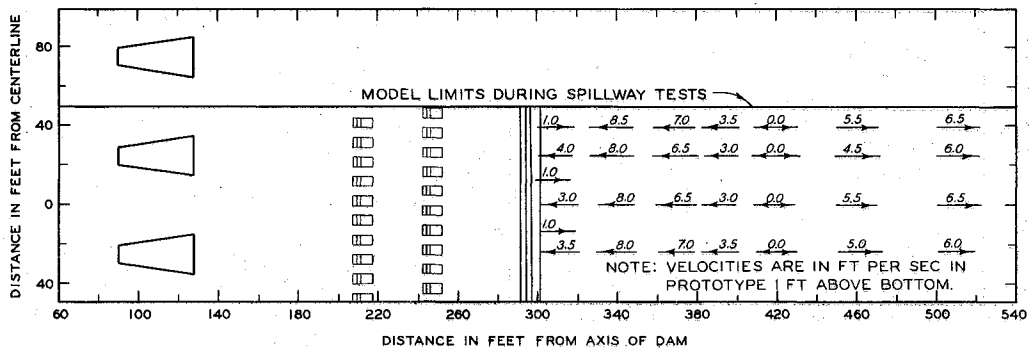 DISTANCE IN FEET FROM CENTERLINE
80
40
0
40
MODEL LIMITS DURING SPILLWAY TESTS
1.0 8.5 7.0 3.5 0.0 5.5 6.5
4.0 8.0 6.5 3.0 0.0 4.5 6.0
1.0
3.0 8.0 6.5 3.0 0.0 5.5 6.5
1.0
3.5 8.0 7.0 3.5 0.0 5.0 6.0
NOTE: VELOCITIES ARE IN FT PER SEC IN
PROTOTYPE 1 FT ABOVE BOTTOM.
60 100 140 180 220 260 300 340 380 420 460 500 540
DISTANCE IN FEET FROM AXIS OF DAM